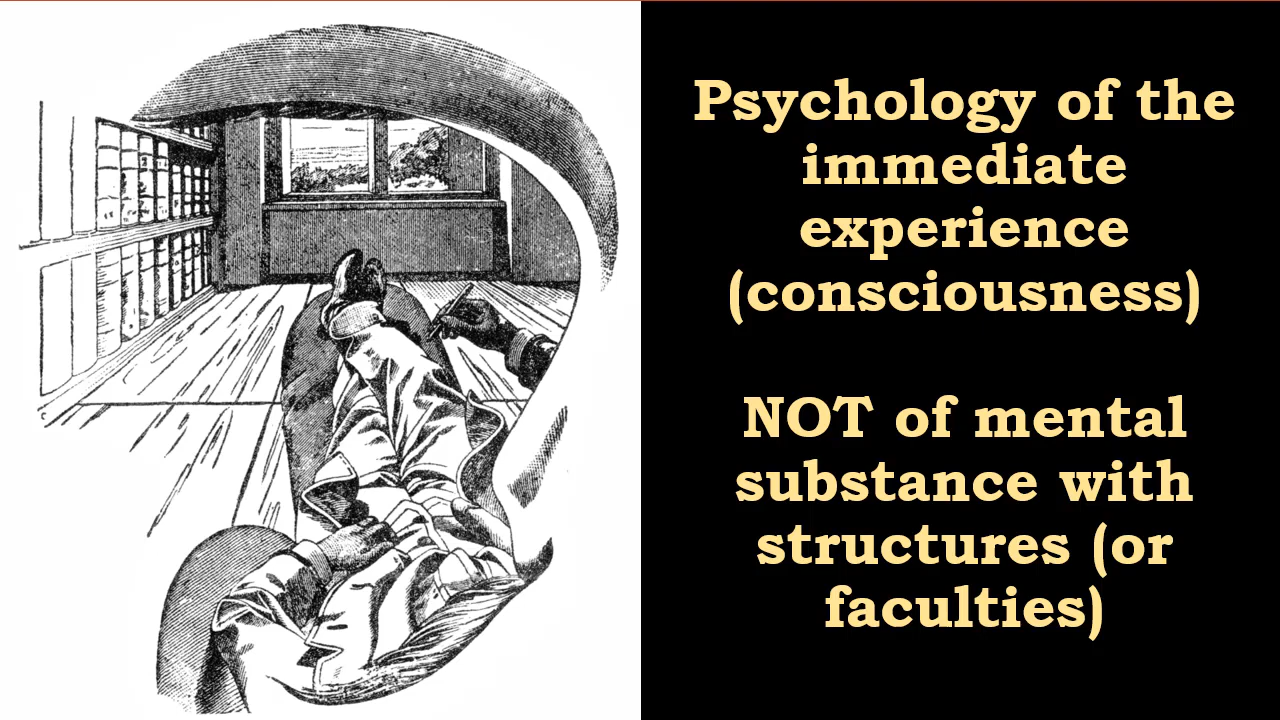 Psychology of the
immediate
experience
(consciousness)
NOT of mental
substance with
structures (or
faculties)